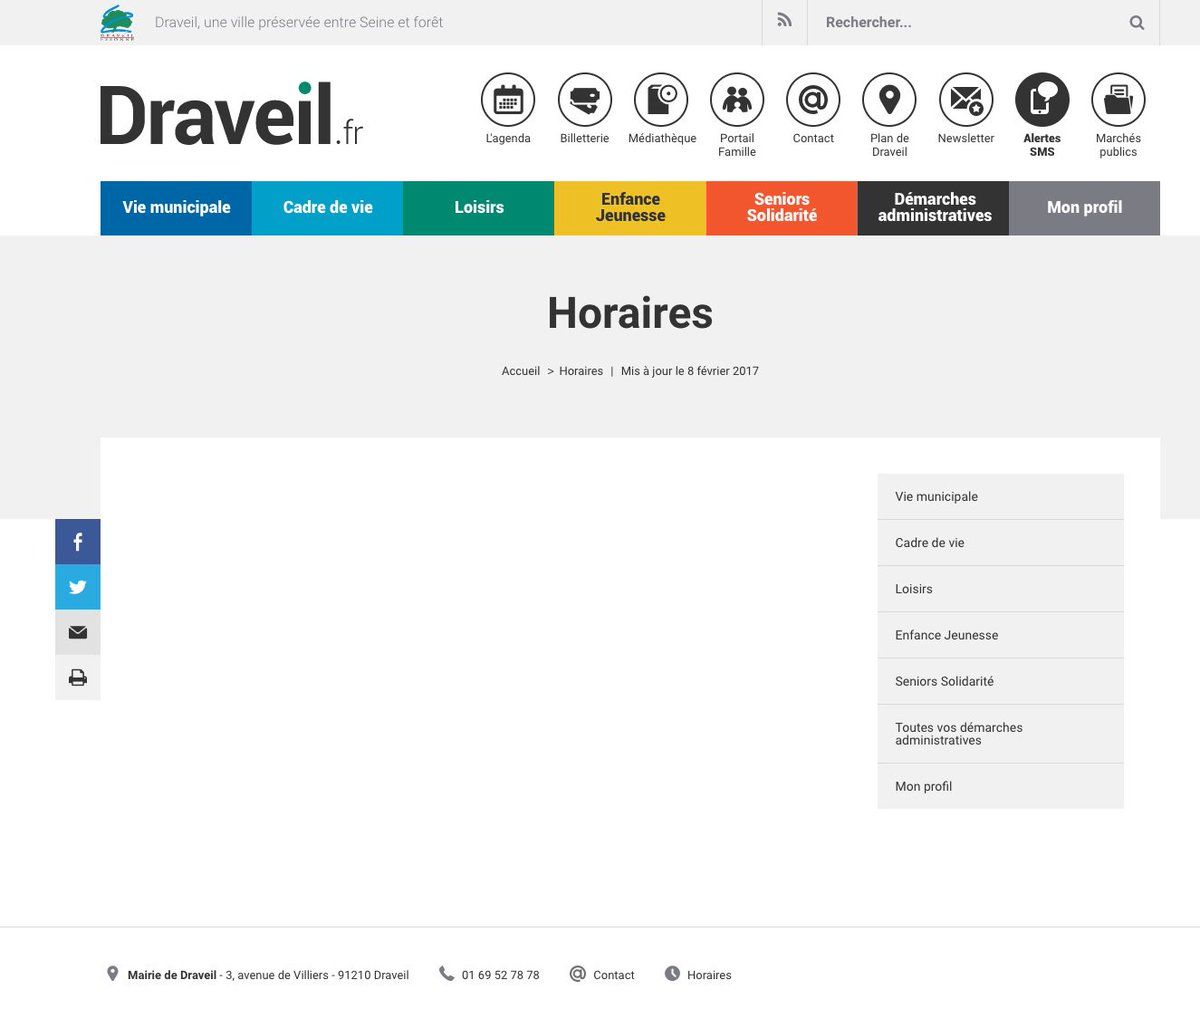 Draveil, une ville préservée entre Seine et forêt
Rechercher...
Draveil.fr
L'agenda
Billetterie
Médiathèque
Portail
Famille
Contact
Plan de
Draveil
Newsletter
Alertes
SMS
Marchés
publics
Vie municipale
Cadre de vie
Loisirs
Enfance
Jeunesse
Seniors
Solidarité
Démarches
administratives
Mon profil
Horaires
Accueil > Horaires | Mis à jour le 8 février 2017
Vie municipale
Cadre de vie
Loisirs
Enfance Jeunesse
Seniors Solidarité
Toutes vos démarches
administratives
Mon profil
Mairie de Draveil - 3, avenue de Villiers - 91210 Draveil 01 69 52 78 78 Contact Horaires